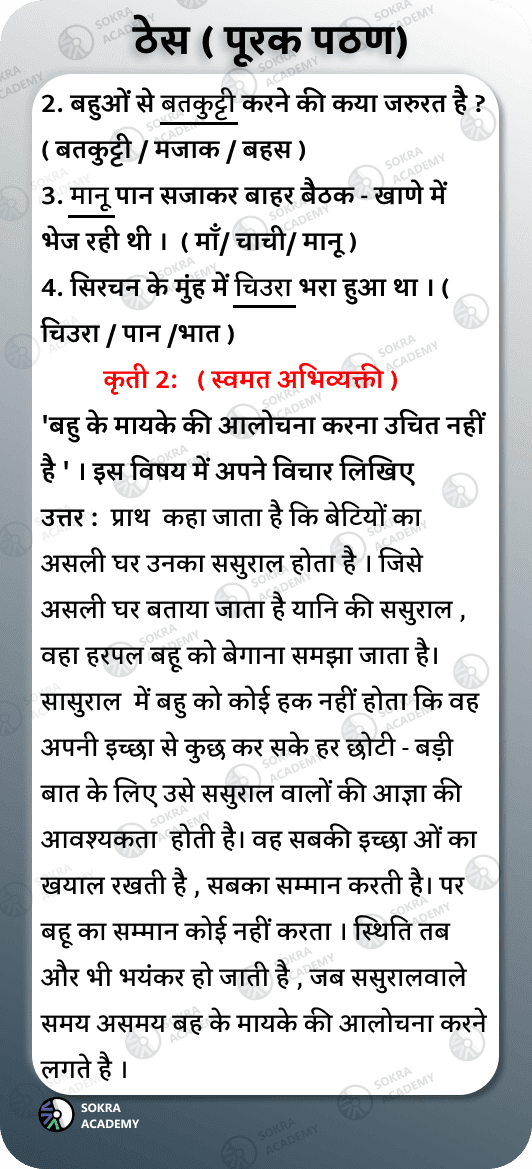 ठेस ( पूरक पठण)
2. बहुओं से बतकुट्टी करने की कया जरुरत है ?
( बतकुट्टी / मजाक / बहस )
3. मानू पान सजाकर बाहर बैठक - खाणे में
भेज रही थी । ( माँ/ चाची/ मानू )
4. सिरचन के मुंह में चिउरा भरा हुआ था । (
चिउरा / पान /भात )
कृती 2: ( स्वमत अभिव्यक्ती )
'बहु के मायके की आलोचना करना उचित नहीं
है ' । इस विषय में अपने विचार लिखिए
उत्तर : प्राथ कहा जाता है कि बेटियों का
असली घर उनका ससुराल होता है । जिसे
असली घर बताया जाता है यानि की ससुराल ,
वहा हरपल बहू को बेगाना समझा जाता है।
सासुराल में बहु को कोई हक नहीं होता कि वह
अपनी इच्छा से कुछ कर सके हर छोटी - बड़ी
बात के लिए उसे ससुराल वालों की आज्ञा की
आवश्यकता होती है। वह सबकी इच्छा ओं का
खयाल रखती है , सबका सम्मान करती है। पर
बहू का सम्मान कोई नहीं करता । स्थिति तब
और भी भयंकर हो जाती है , जब ससुरालवाले
समय असमय बह के मायके की आलोचना करने
लगते है ।
SOKRA
ACADEMY